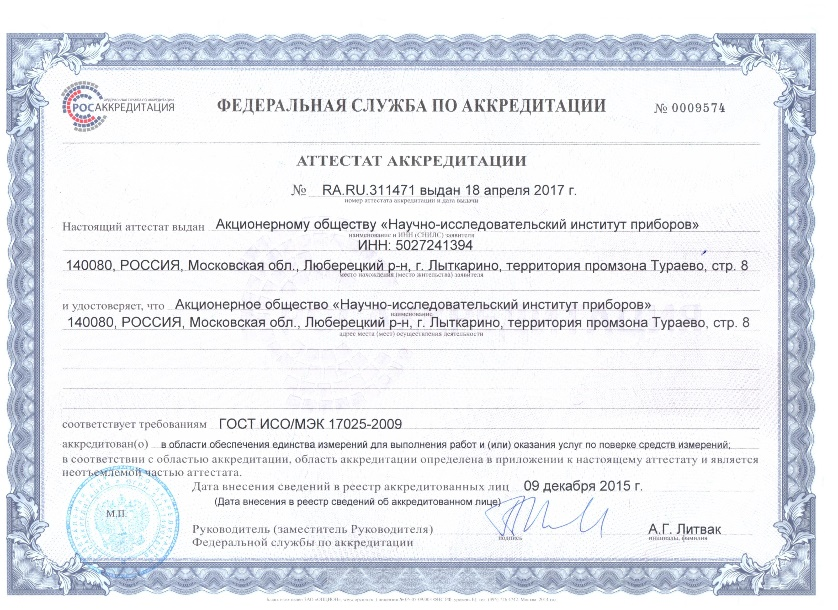 РОСАККРЕДИТАЦИЯ
ФЕДЕРАЛЬНАЯ СЛУЖБА ПО АККРЕДИТАЦИИ
№ 0009574
АТТЕСТАТ АККРЕДИТАЦИИ
№ RA.RU.311471 выдан 18 апреля 2017 г.
номер аттестата аккредитации и дата выдачи
Настоящий аттестат выдан Акционерному обществу «Научно-исследовательский институт приборов»
наименование и ИНН (СНИЛС) заявителя
ИНН: 5027241394
140080, РОССИЯ, Московская обл., Люберецкий р-н, г. Лыткарино, территория промзона Тураево, стр. 8
место нахождения (место жительства) заявителя
и удостоверяет, что Акционерное общество «Научно-исследовательский институт приборов»
наименование
140080, РОССИЯ, Московская обл., Люберецкий р-н, г. Лыткарино, территория промзона Тураево, стр. 8
адрес места (мест) осуществления деятельности
соответствует требованиям ГОСТ ИСО/МЭК 17025-2009
аккредитован(о) в области обеспечения единства измерений для выполнения работ и (или) оказания услуг по поверке средств измерений;
в соответствии с областью аккредитации, область аккредитации определена в приложении к настоящему аттестату и является
неотъемлемой частью аттестата.
Дата внесения сведений в реестр аккредитованных лиц 09 декабря 2015 г.
(Дата внесения в реестр сведений об аккредитованном лице)
М.П.
Руководитель (заместитель Руководителя)
Федеральной службы по аккредитации
подпись
А.Г. Литвак
инициалы, фамилия